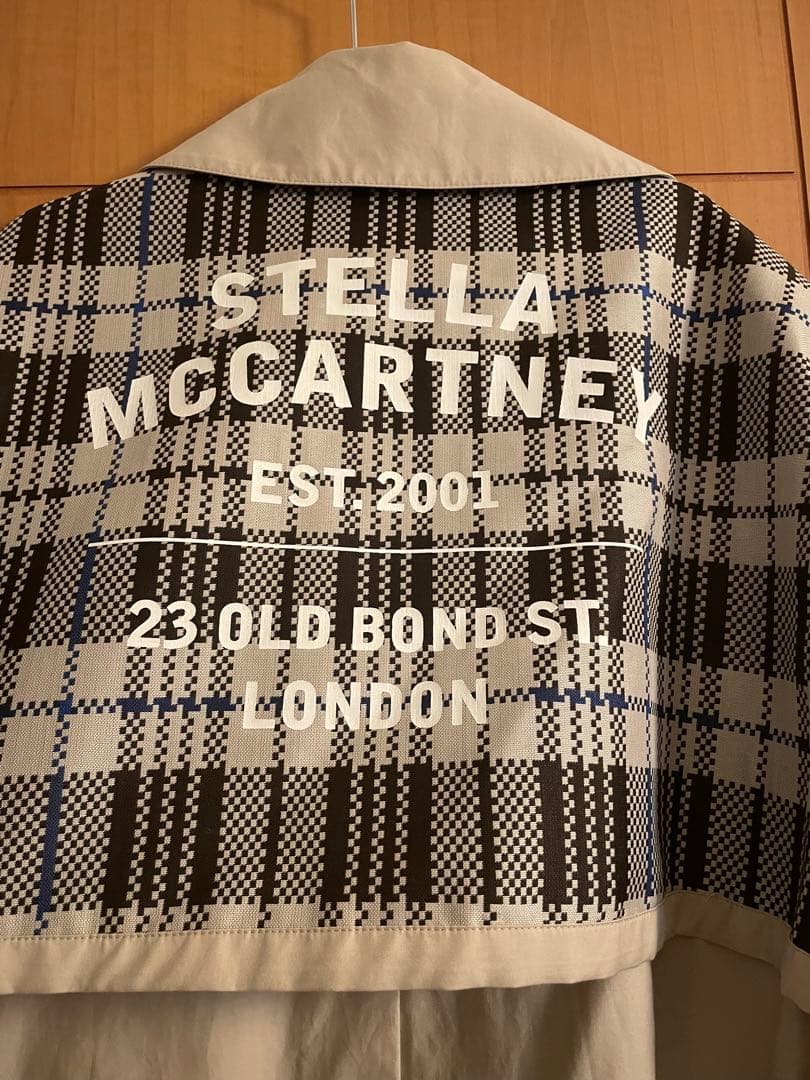 STELLA
MCCARTNEY
EST. 2001
23 OLD BOND ST.
LONDON